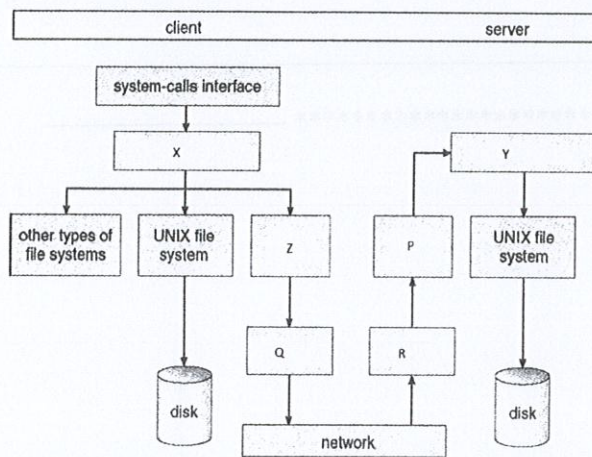 client server
system-calls interface
X
Y
other types of
file systems
UNIX file
system
Z
P
UNIX file
system
Q
R
disk
disk
network